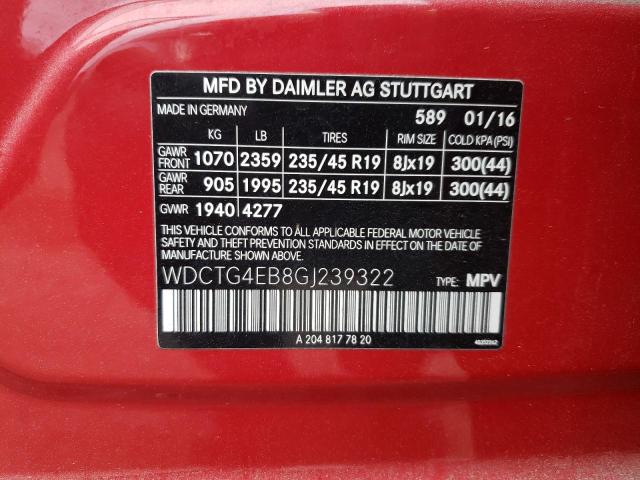 MFD BY DAIMLER AG STUTTGART
MADE IN GERMANY 589 01/16
KG LB TIRES RIM SIZE COLD KPA (PSI)
GAWR FRONT 1070 2359 235/45 R19 8Jx19 300(44)
GAWR REAR 905 1995 235/45 R19 8Jx19 300(44)
GVWR 1940 4277
THIS VEHICLE CONFORMS TO ALL APPLICABLE FEDERAL MOTOR VEHICLE
SAFETY AND THEFT PREVENTION STANDARDS IN EFFECT ON THE DATE OF
MANUFACTURE SHOWN ABOVE.
WDCTG4EB8GJ239322 TYPE: MPV
A 204 817 78 20